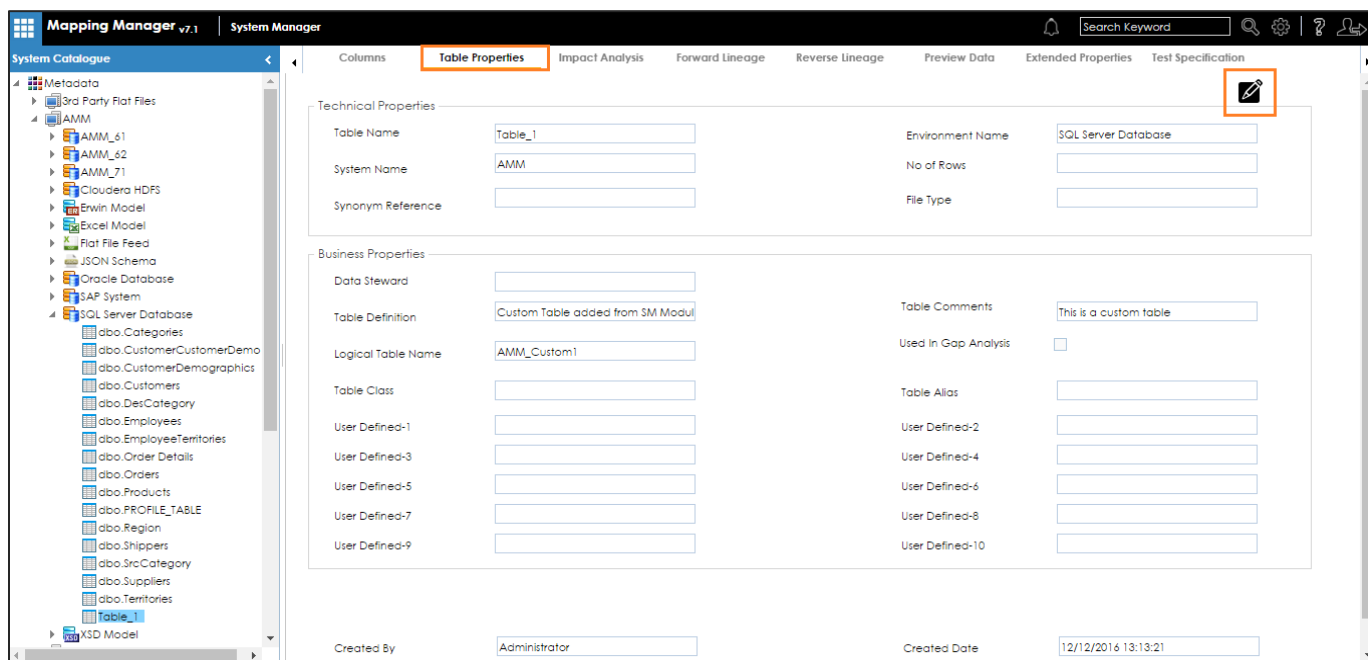 Mapping Manager v7.1 | System Manager Search Keyword
System Catalogue
Columns Table Properties Impact Analysis Forward Lineage Reverse Lineage Preview Data Extended Properties Test Specification
Metadata
3rd Party Flat Files
AMM
AMM_61
AMM_62
AMM_71
Cloudera HDFS
Erwin Model
Excel Model
Flat File Feed
JSON Schema
Oracle Database
SAP System
SQL Server Database
dbo.Categories
dbo.CustomerCustomerDemo
dbo.CustomerDemographics
dbo.Customers
dbo.DesCategory
dbo.Employees
dbo.EmployeeTerritories
dbo.Order Details
dbo.Orders
dbo.Products
dbo.PROFILE_TABLE
dbo.Region
dbo.Shippers
dbo.SrcCategory
dbo.Suppliers
dbo.Territories
Table_1
XSD Model
Technical Properties
Table Name Table_1 Environment Name SQL Server Database
System Name AMM No of Rows
Synonym Reference File Type
Business Properties
Data Steward
Table Definition Custom Table added from SM Modul Table Comments This is a custom table
Logical Table Name AMM_Custom1 Used In Gap Analysis
Table Class Table Alias
User Defined-1 User Defined-2
User Defined-3 User Defined-4
User Defined-5 User Defined-6
User Defined-7 User Defined-8
User Defined-9 User Defined-10
Created By Administrator Created Date 12/12/2016 13:13:21